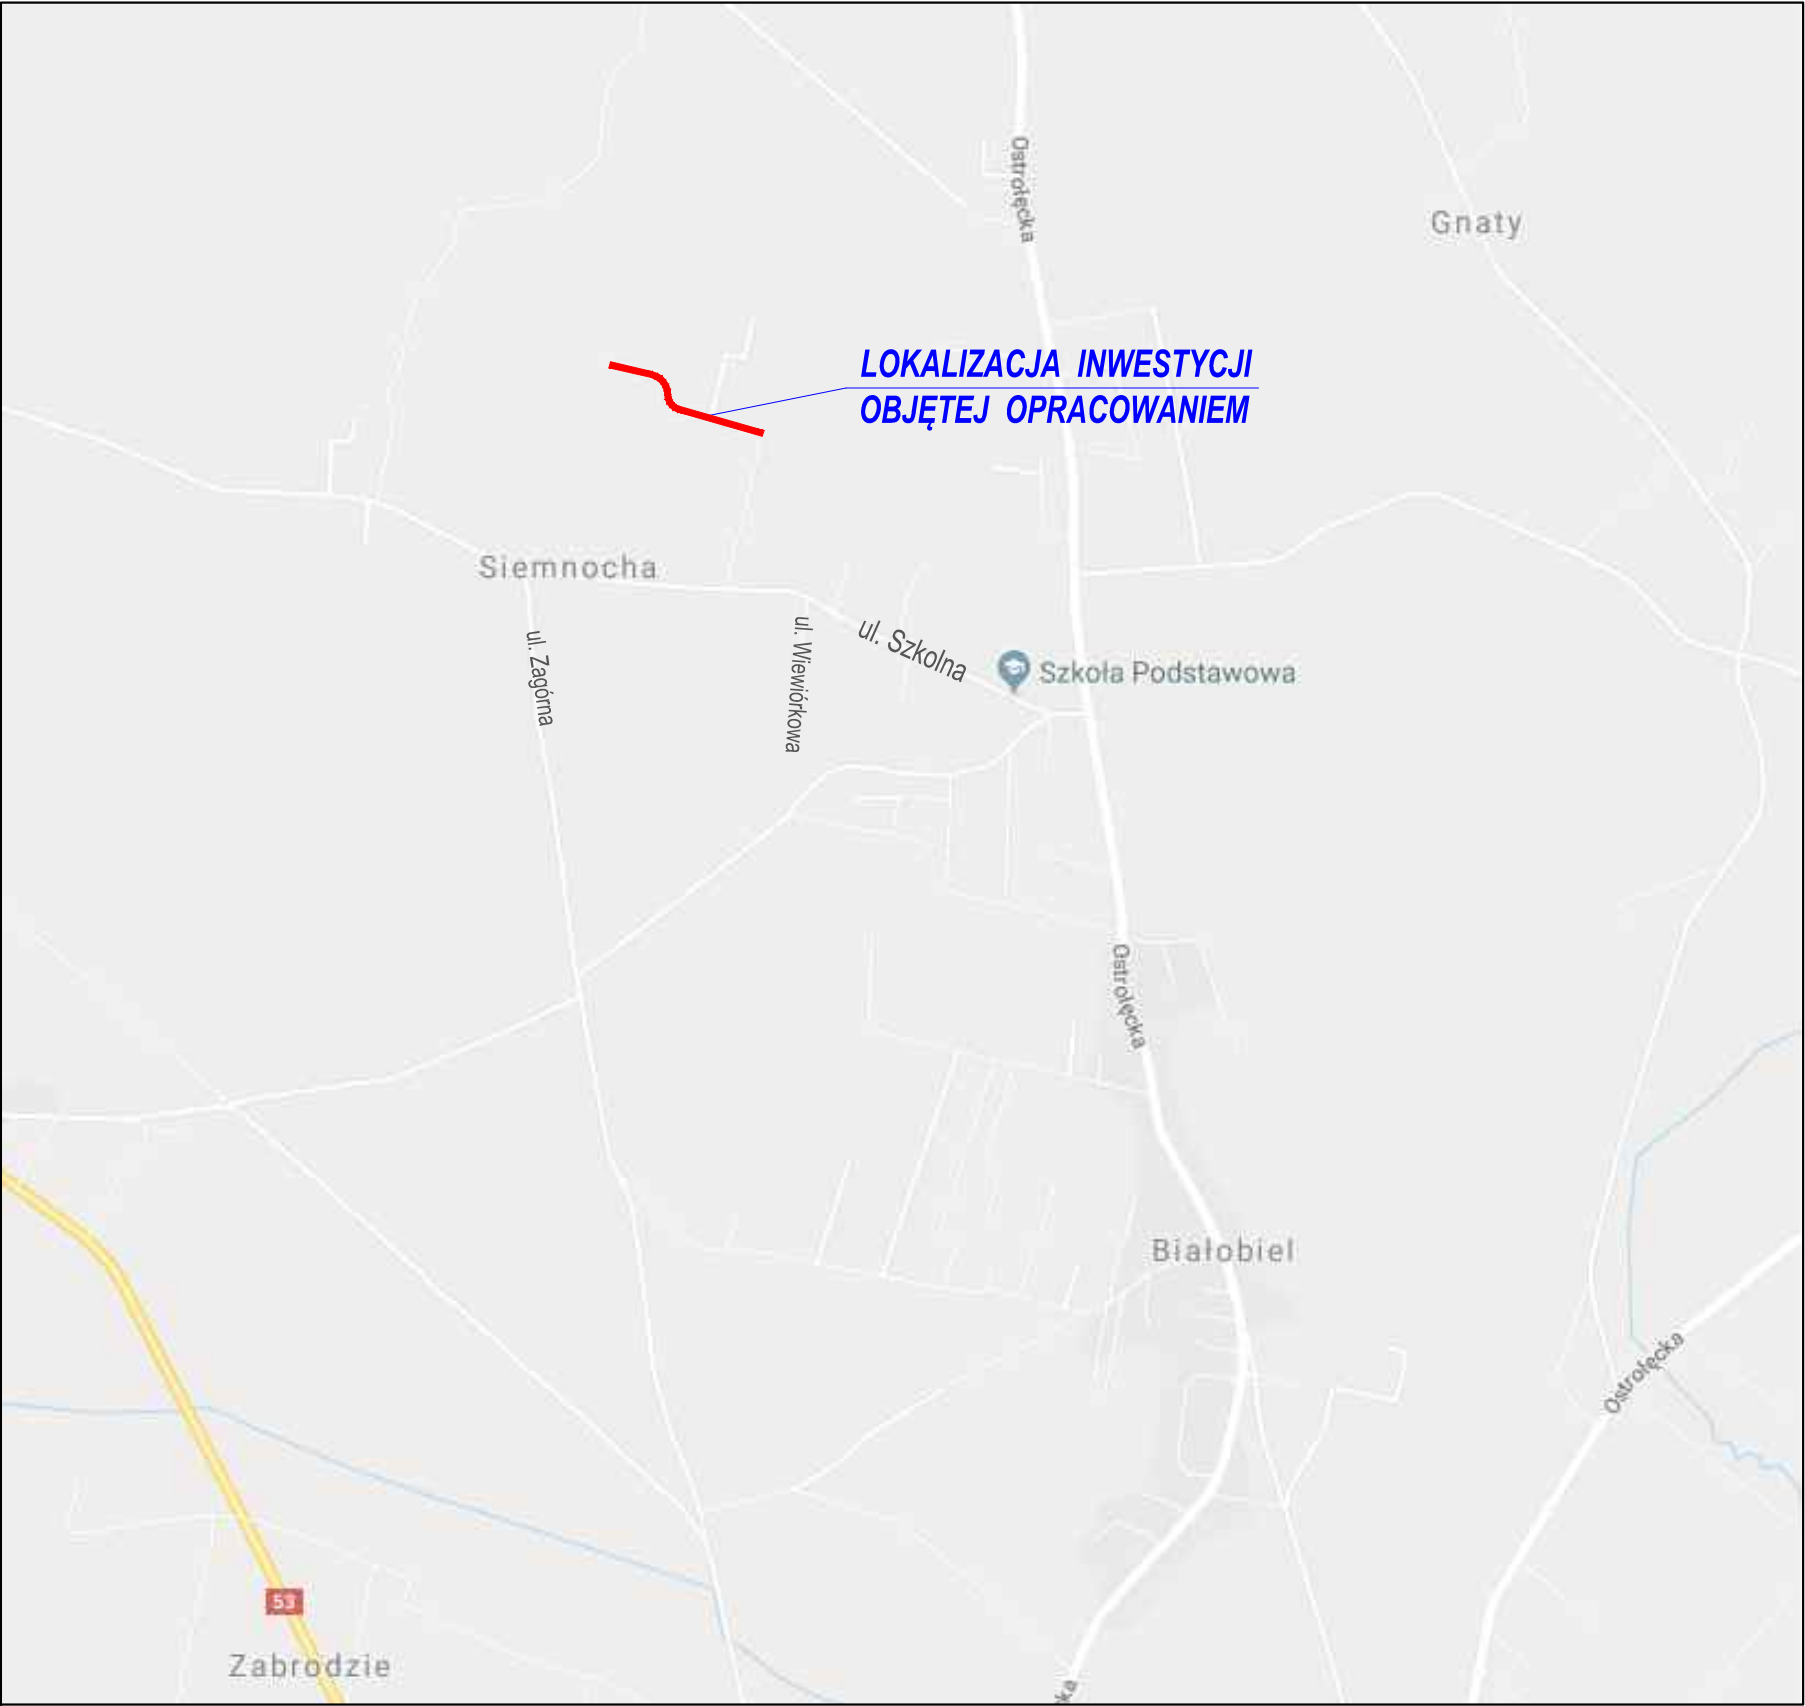 Ostrołęcka
Gnaty
LOKALIZACJA INWESTYCJI
OBJĘTEJ OPRACOWANIEM
Siemnocha
ul. Zagórna
ul. Wiewiórkowa
ul. Szkolna
Szkoła Podstawowa
Ostrołęcka
Białobiel
Ostrołęcka
53
Zabrodzie
ka